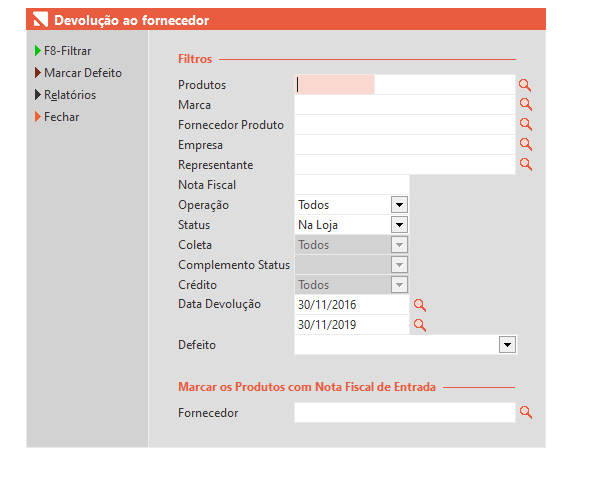 Devolução ao fornecedor
F8-Filtrar
Marcar Defeito
Relatórios
Fechar
Filtros
Produtos
Marca
Fornecedor Produto
Empresa
Representante
Nota Fiscal
Operação Todos
Status Na Loja
Coleta Todos
Complemento Status
Crédito Todos
Data Devolução 30/11/2016
30/11/2019
Defeito
Marcar os Produtos com Nota Fiscal de Entrada
Fornecedor